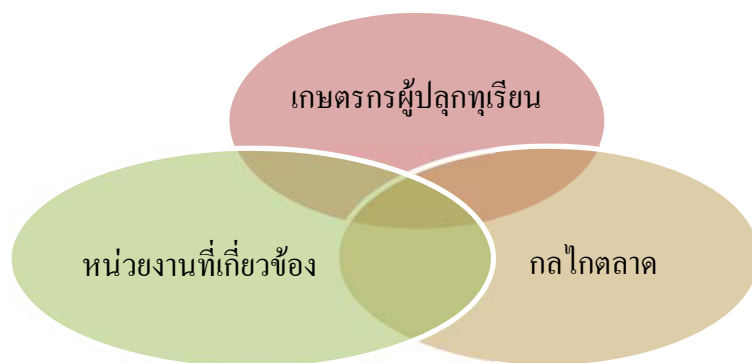 เกษตรกรผู้ปลุกทุเรียน
หน่วยงานที่เกี่ยวข้อง
กลไกตลาด